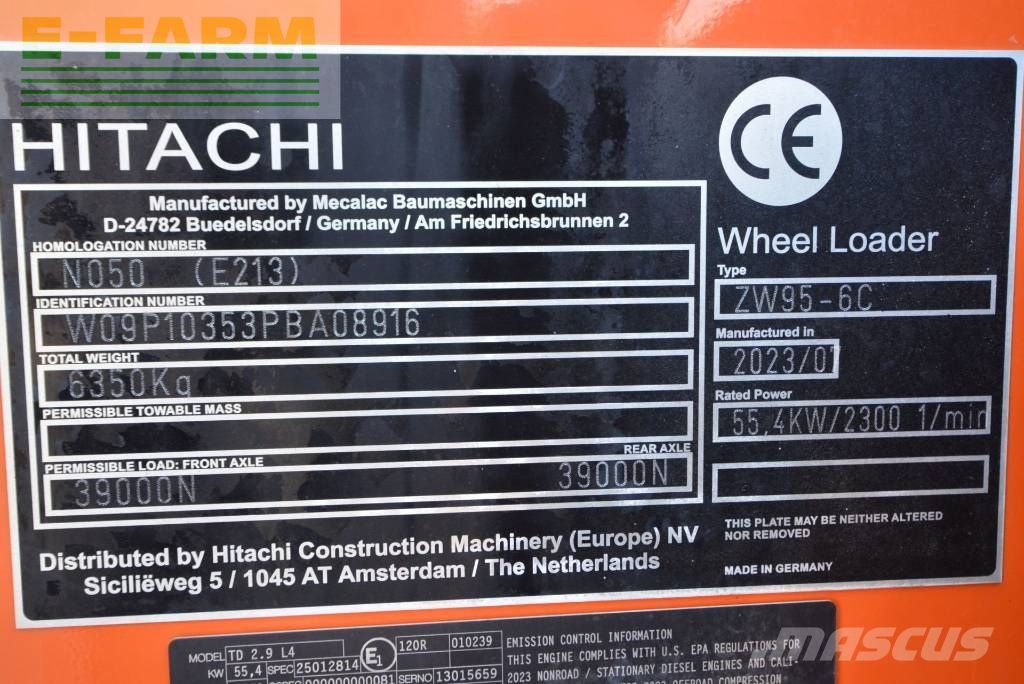 E-FARM
HITACHI
Manufactured by Mecalac Baumaschinen GmbH
D-24782 Buedelsdorf / Germany / Am Friedrichsbrunnen 2
HOMOLOGATION NUMBER
N050 (E213)
IDENTIFICATION NUMBER
W09P10353PBA08916
TOTAL WEIGHT
6350Kg
PERMISSIBLE TOWABLE MASS
PERMISSIBLE LOAD: FRONT AXLE REAR AXLE
39000N 39000N
Distributed by Hitachi Construction Machinery (Europe) NV
Siciliëweg 5 / 1045 AT Amsterdam / The Netherlands
CE
Wheel Loader
Type
ZW95-6C
Manufactured in
2023/07
Rated Power
55,4KW/2300 1/min
THIS PLATE MAY BE NEITHER ALTERED
NOR REMOVED
MADE IN GERMANY
MODEL TD 2.9 L4
KW 55,4 SPEC 25012814
E1
120R 010239
SERNO 13015659
EMISSION CONTROL INFORMATION
THIS ENGINE COMPLIES WITH U.S. EPA REGULATIONS FOR
2023 NONROAD / STATIONARY DIESEL ENGINES AND CALI-
MASCUS